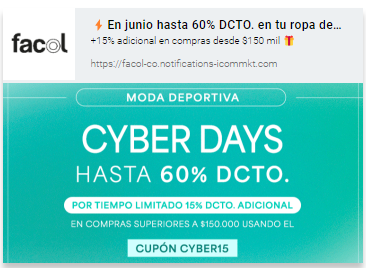 ⚡En junio hasta 60% DCTO. en tu ropa de...
facol
+15% adicional en compras desde $150 mil 🎁
https://facol-co.notifications-icommkt.com
MODA DEPORTIVA
CYBER DAYS
HASTA 60% DCTO.
POR TIEMPO LIMITADO 15% DCTO. ADICIONAL
EN COMPRAS SUPERIORES A $150.000 USANDO EL
CUPÓN CYBER15